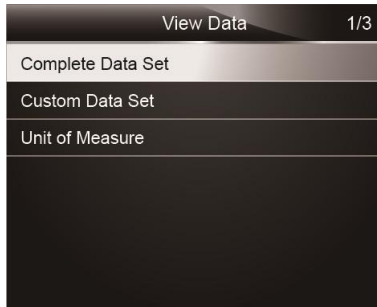 View Data 1/3
Complete Data Set
Custom Data Set
Unit of Measure